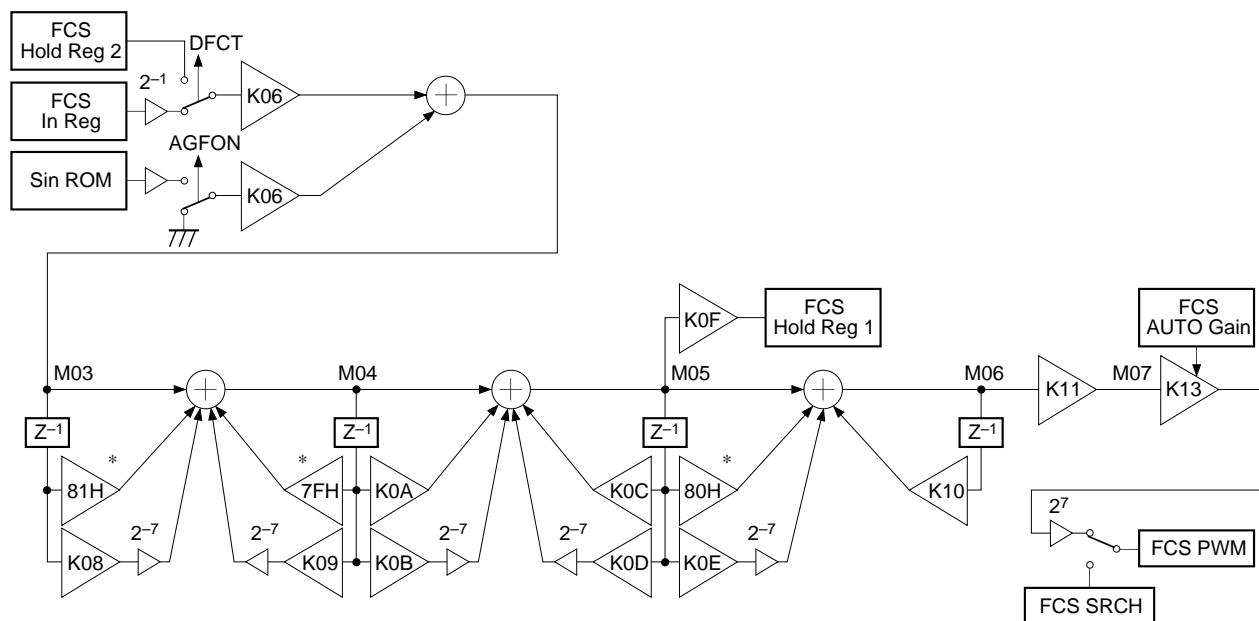 FCS
Hold Reg 2
DFCT
2⁻¹
K06
FCS
In Reg
AGFON
Sin ROM
K06
FCS
Hold Reg 1
K0F
FCS
AUTO Gain
M03
M04
M05
M06
K11
M07
K13
Z⁻¹
Z⁻¹
Z⁻¹
Z⁻¹
*
*
*
81H
7FH
K0A
K0C
80H
K10
2⁻⁷
2⁻⁷
2⁻⁷
2⁻⁷
2⁻⁷
K08
K09
K0B
K0D
K0E
2⁷
FCS PWM
FCS SRCH